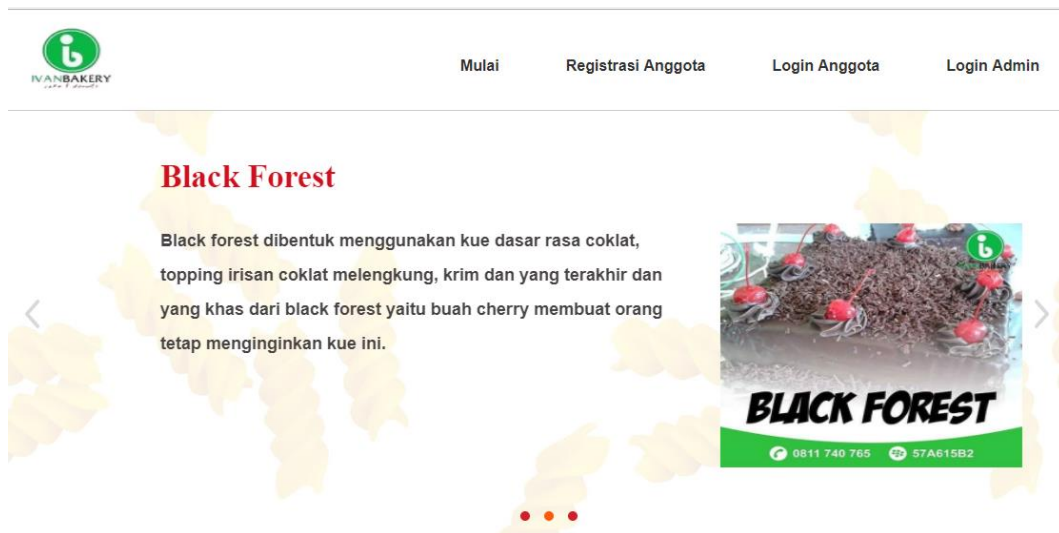 IVANBAKERY
Mulai
Registrasi Anggota
Login Anggota
Login Admin
Black Forest
Black forest dibentuk menggunakan kue dasar rasa coklat,
topping irisan coklat melengkung, krim dan yang terakhir dan
yang khas dari black forest yaitu buah cherry membuat orang
tetap menginginkan kue ini.
BLACK FOREST
0811 740 765
57A615B2